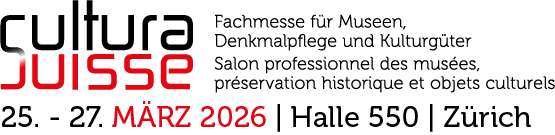 cultura
suisse
Fachmesse für Museen,
Denkmalpflege und Kulturgüter
Salon professionnel des musées,
préservation historique et objets culturels
25. - 27. MÄRZ 2026 | Halle 550 | Zürich